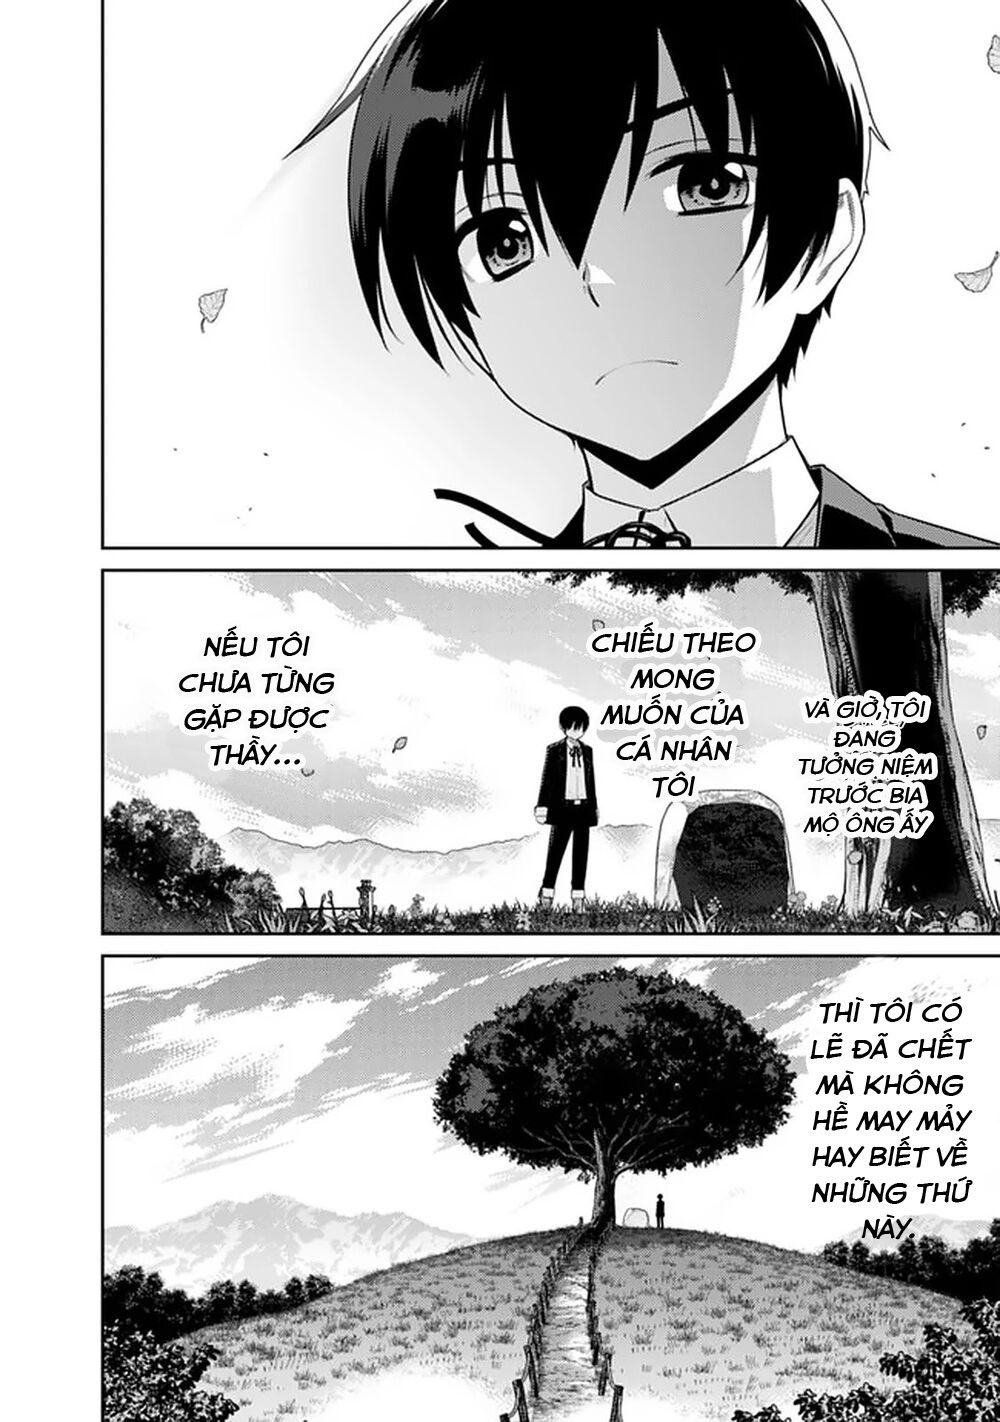 VÀ GIỜ, TÔI
ĐANG
TƯỞNG NIỆM
TRƯỚC BIA
MỘ ÔNG ẤY
CHIẾU THEO
MONG
MUỐN CỦA
CÁ NHÂN
TÔI
NẾU TÔI
CHƯA TỪNG
GẶP ĐƯỢC
THẦY...
THÌ TÔI CÓ
LẼ ĐÃ CHẾT
MÀ KHÔNG
HỀ MAY MẢY
HAY BIẾT VỀ
NHỮNG THỨ
NÀY.